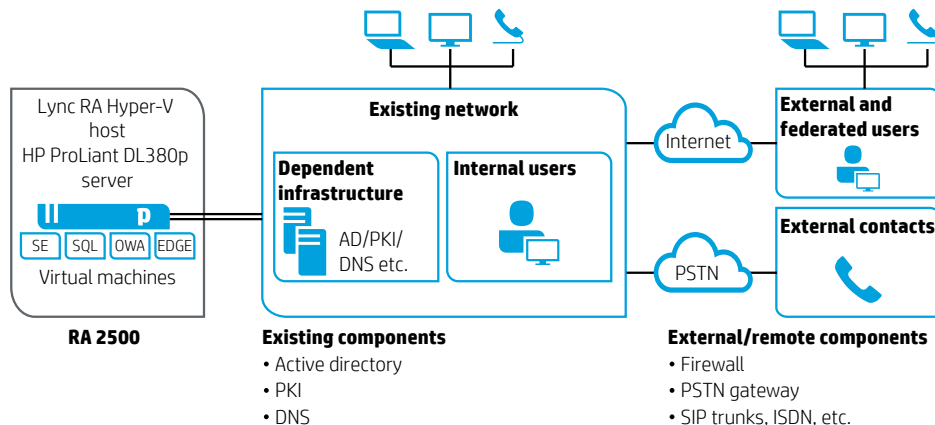 Lync RA Hyper-V
host
HP ProLiant DL380p
server
p
SE SQL OWA EDGE
Virtual machines
RA 2500
Existing network
Dependent
infrastructure
AD/PKI/
DNS etc.
Internal users
Existing components
• Active directory
• PKI
• DNS
Internet
PSTN
External and
federated users
External contacts
External/remote components
• Firewall
• PSTN gateway
• SIP trunks, ISDN, etc.